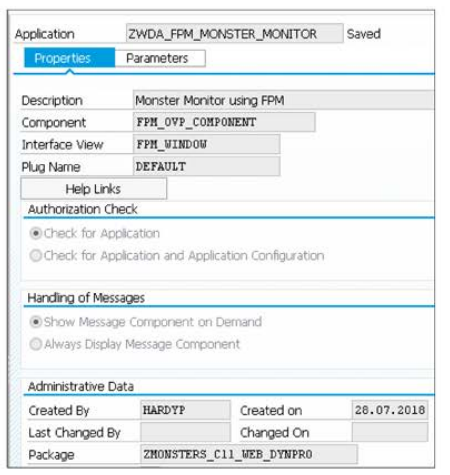 Application ZWDA_FPM_MONSTER_MONITOR Saved
Properties Parameters
Description Monster Monitor using FPM
Component FPM_OVP_COMPONENT
Interface View FPM_WINDOW
Plug Name DEFAULT
Help Links
Authorization Check
Check for Application
Check for Application and Application Configuration
Handling of Messages
Show Message Component on Demand
Always Display Message Component
Administrative Data
Created By HARDYP Created on 28.07.2018
Last Changed By Changed On
Package ZMONSTERS_C11_WEB_DYNPRO